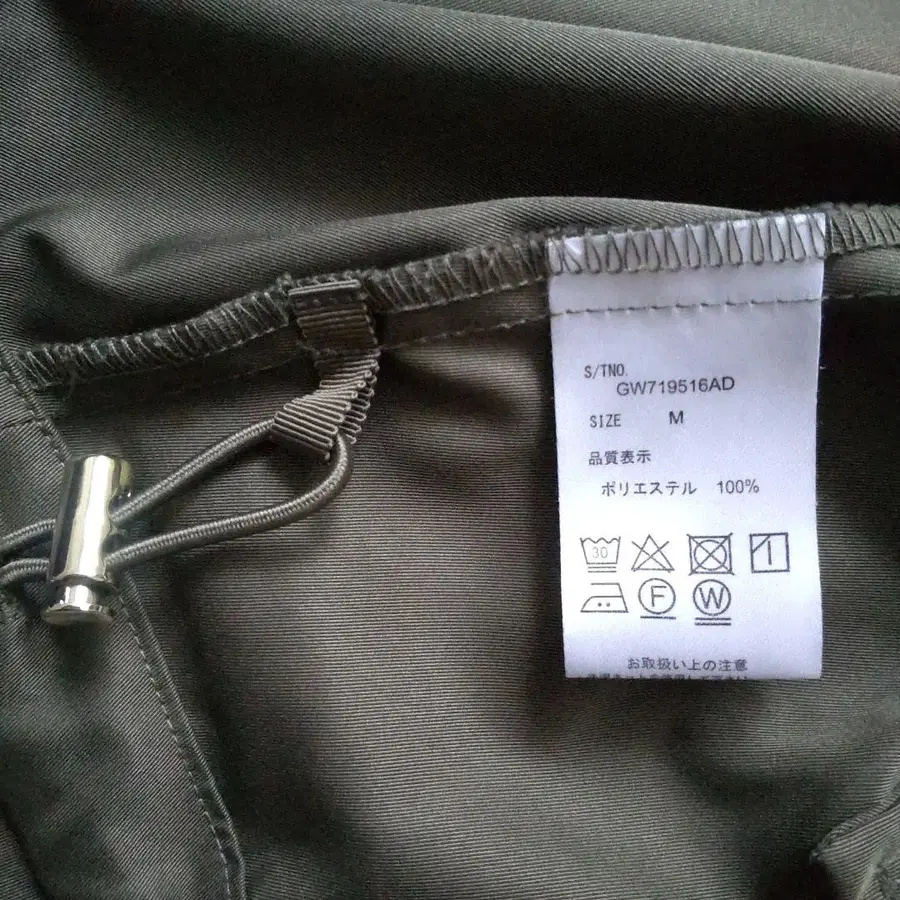 S/TNO.
GW719516AD
SIZE M
品質表示
ポリエステル 100%
30
F
W
お取扱い上の注意